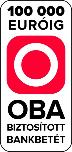 100 000
EURÓIG
OBA
BIZTOSÍTOTT
BANKBETÉT